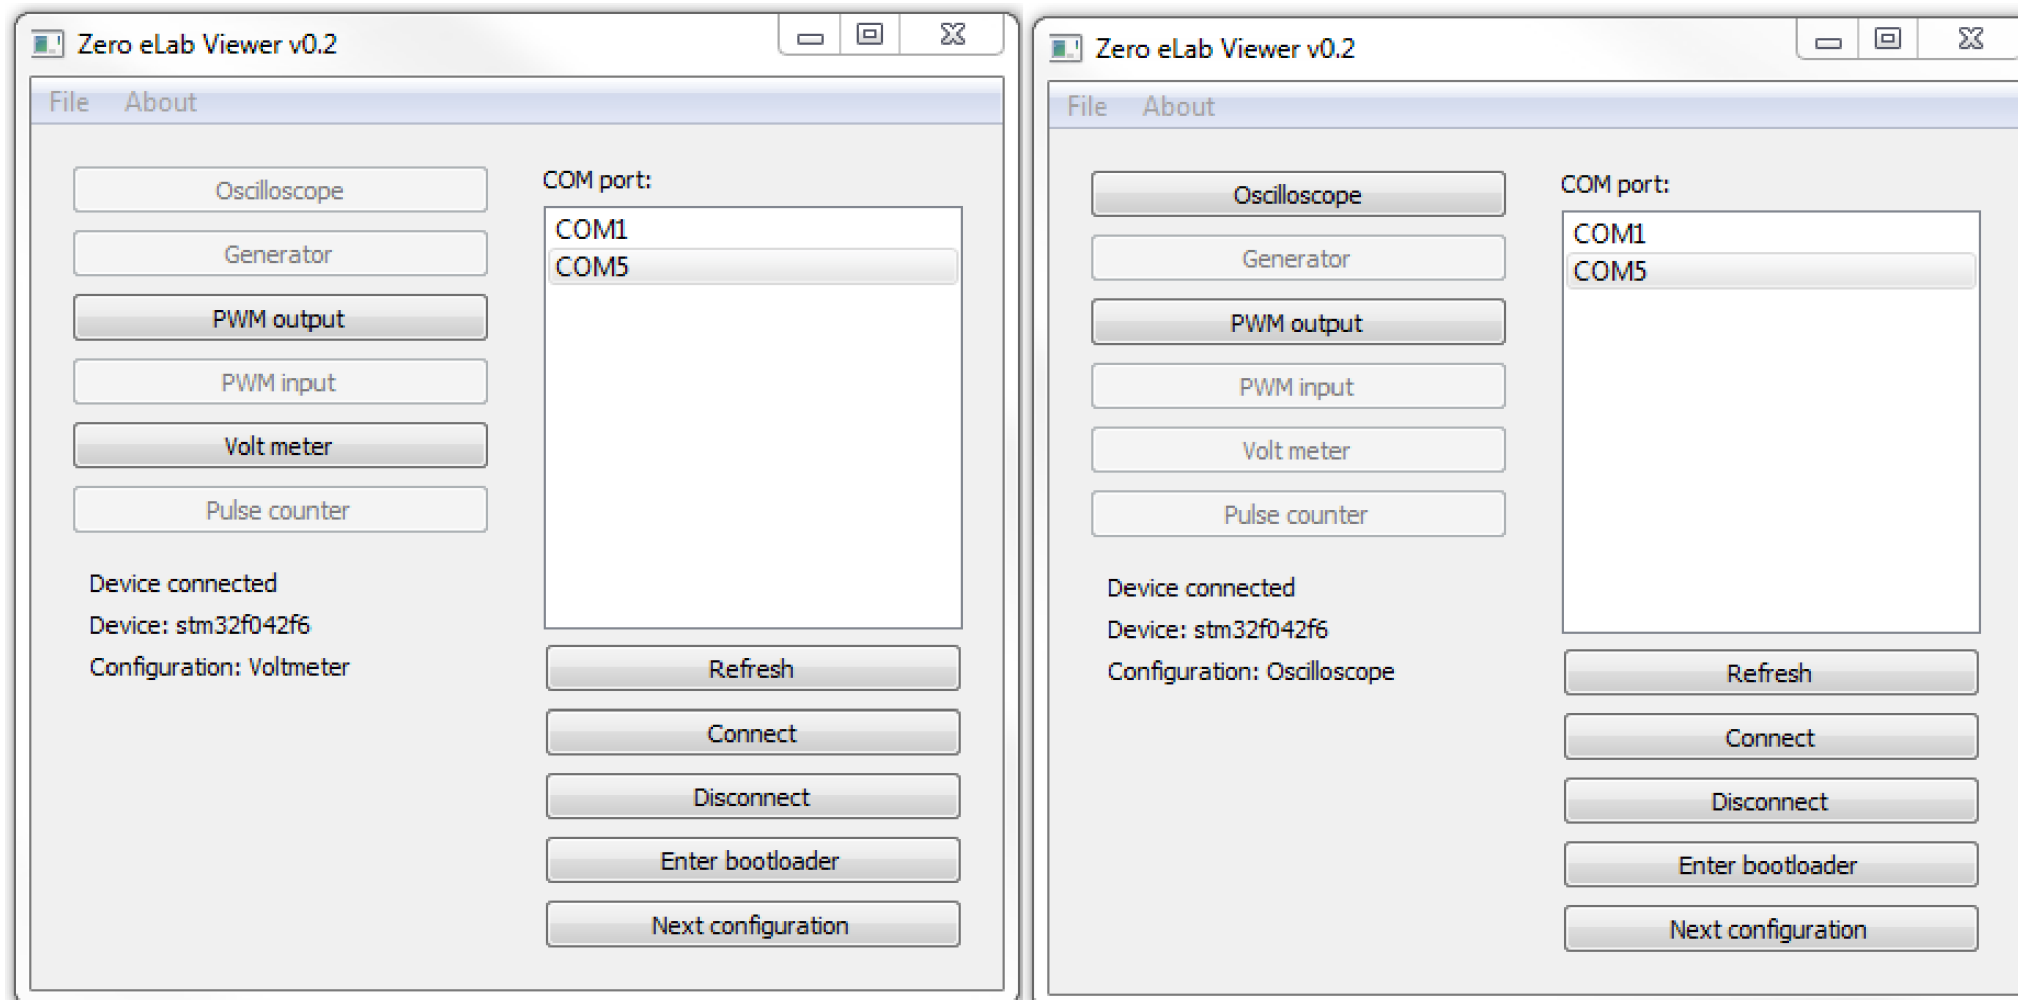 Zero eLab Viewer v0.2
File About
Oscilloscope
Generator
PWM output
PWM input
Volt meter
Pulse counter
Device connected
Device: stm32f042f6
Configuration: Voltmeter
COM port:
COM1
COM5
Refresh
Connect
Disconnect
Enter bootloader
Next configuration
Zero eLab Viewer v0.2
File About
Oscilloscope
Generator
PWM output
PWM input
Volt meter
Pulse counter
Device connected
Device: stm32f042f6
Configuration: Oscilloscope
COM port:
COM1
COM5
Refresh
Connect
Disconnect
Enter bootloader
Next configuration